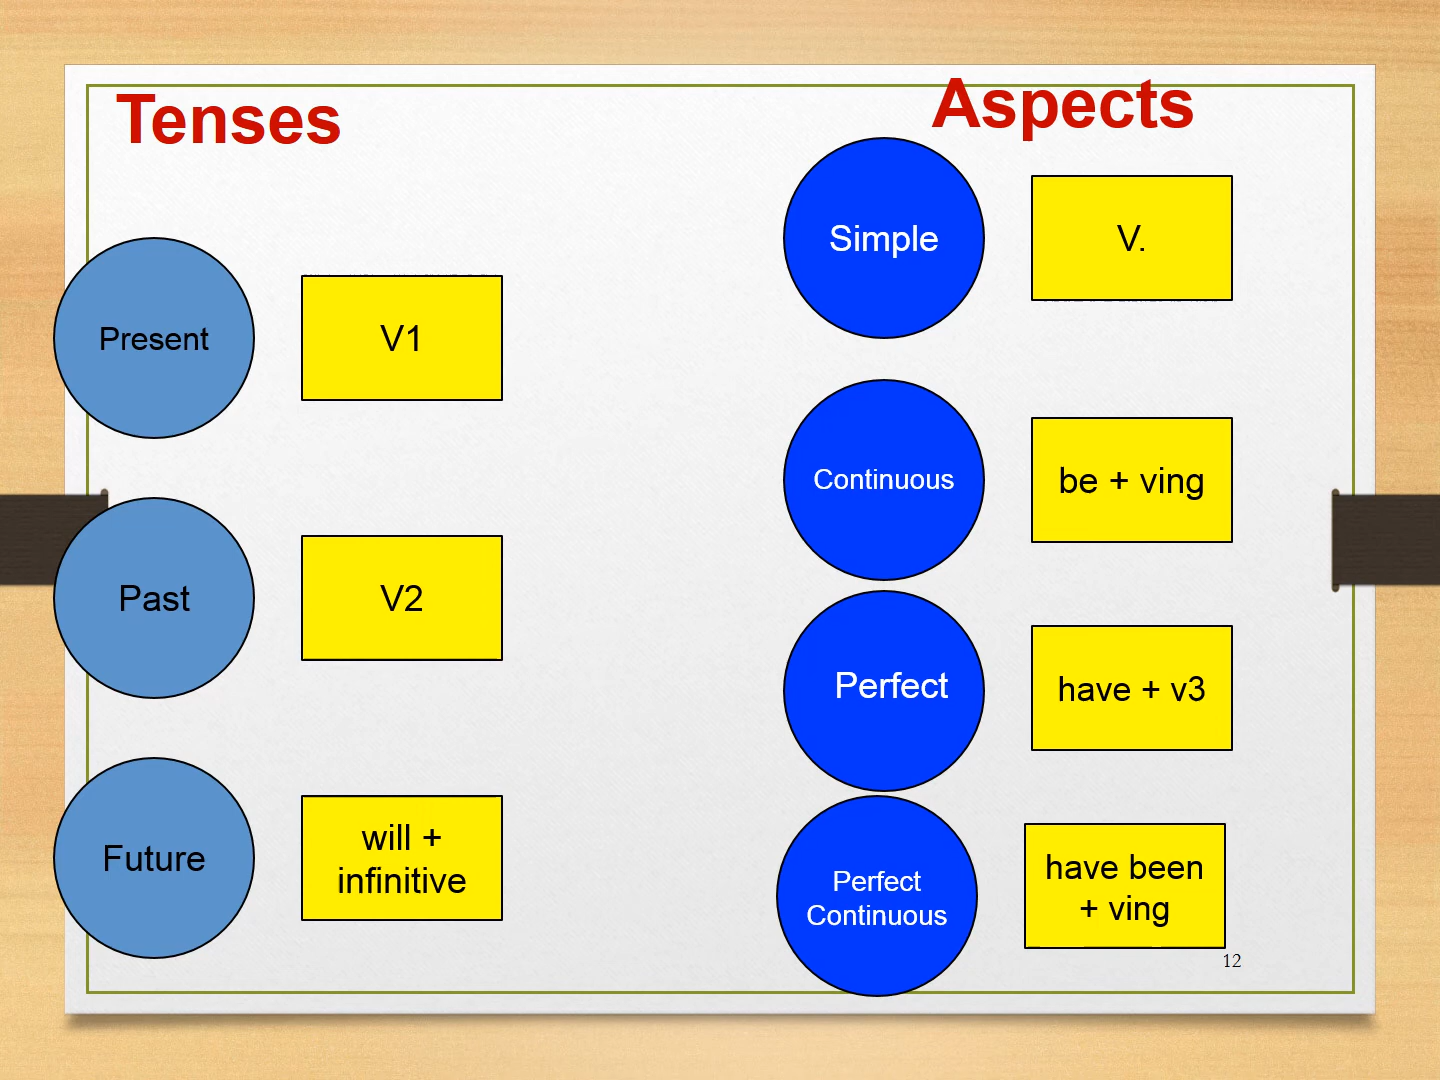 Tenses
Present
V1
Past
V2
Future
will +
infinitive
Aspects
Simple
V.
Continuous
be + ving
Perfect
have + v3
Perfect
Continuous
have been
+ ving
12